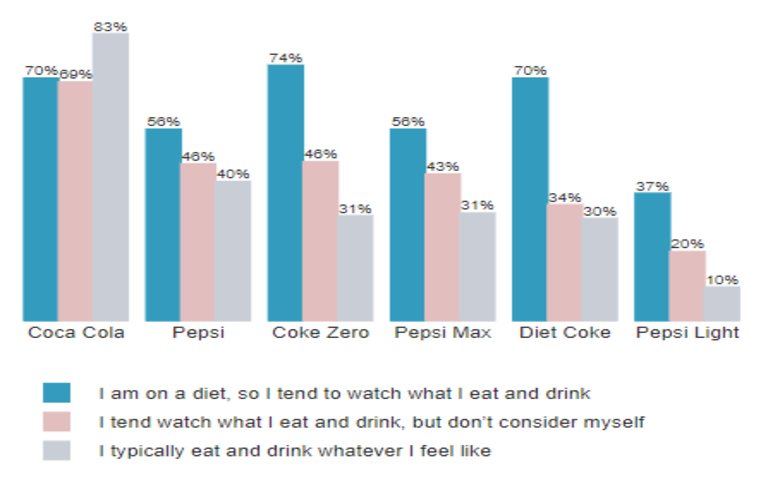 83%
70% 69%
56% 46% 40%
74% 46% 31%
56% 43% 31%
70% 34% 30%
37% 20% 10%
Coca Cola Pepsi Coke Zero Pepsi Max Diet Coke Pepsi Light
I am on a diet, so I tend to watch what I eat and drink
I tend watch what I eat and drink, but don't consider myself
I typically eat and drink whatever I feel like